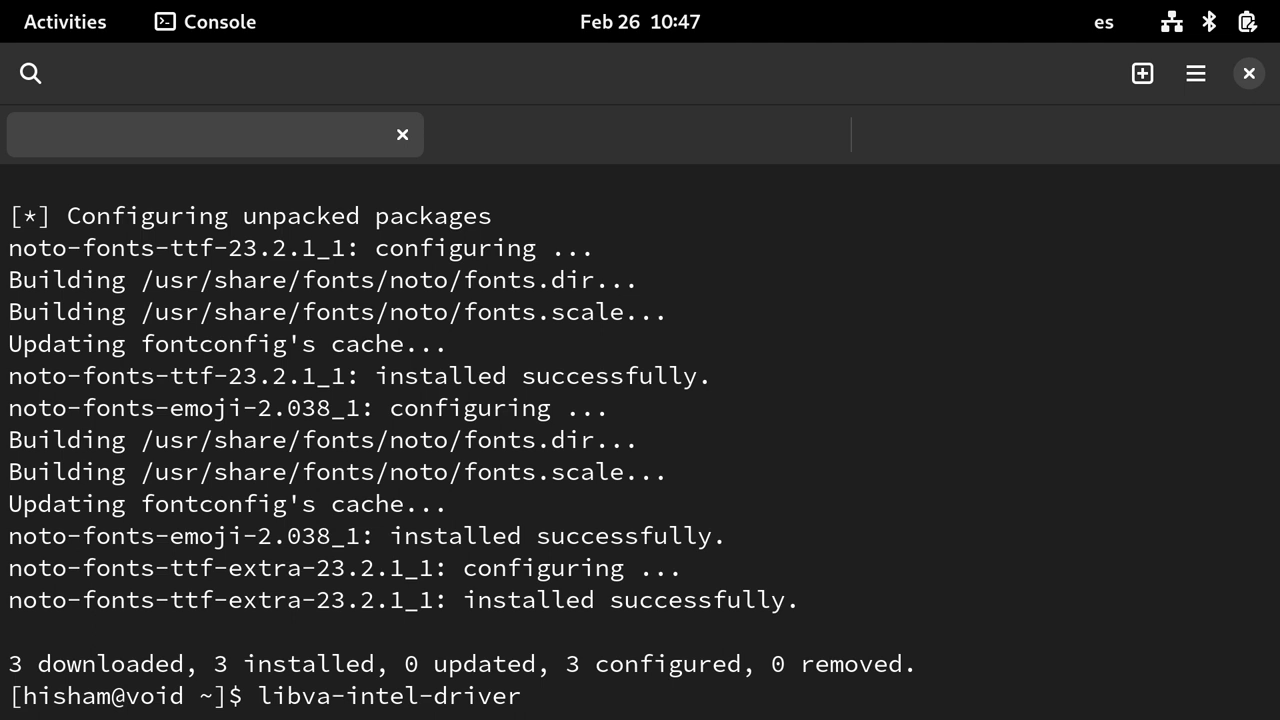 Activities Console Feb 26 10:47 es
[*] Configuring unpacked packages
noto-fonts-ttf-23.2.1_1: configuring ...
Building /usr/share/fonts/noto/fonts.dir...
Building /usr/share/fonts/noto/fonts.scale...
Updating fontconfig's cache...
noto-fonts-ttf-23.2.1_1: installed successfully.
noto-fonts-emoji-2.038_1: configuring ...
Building /usr/share/fonts/noto/fonts.dir...
Building /usr/share/fonts/noto/fonts.scale...
Updating fontconfig's cache...
noto-fonts-emoji-2.038_1: installed successfully.
noto-fonts-ttf-extra-23.2.1_1: configuring ...
noto-fonts-ttf-extra-23.2.1_1: installed successfully.
3 downloaded, 3 installed, 0 updated, 3 configured, 0 removed.
[hisham@void ~]$ libva-intel-driver